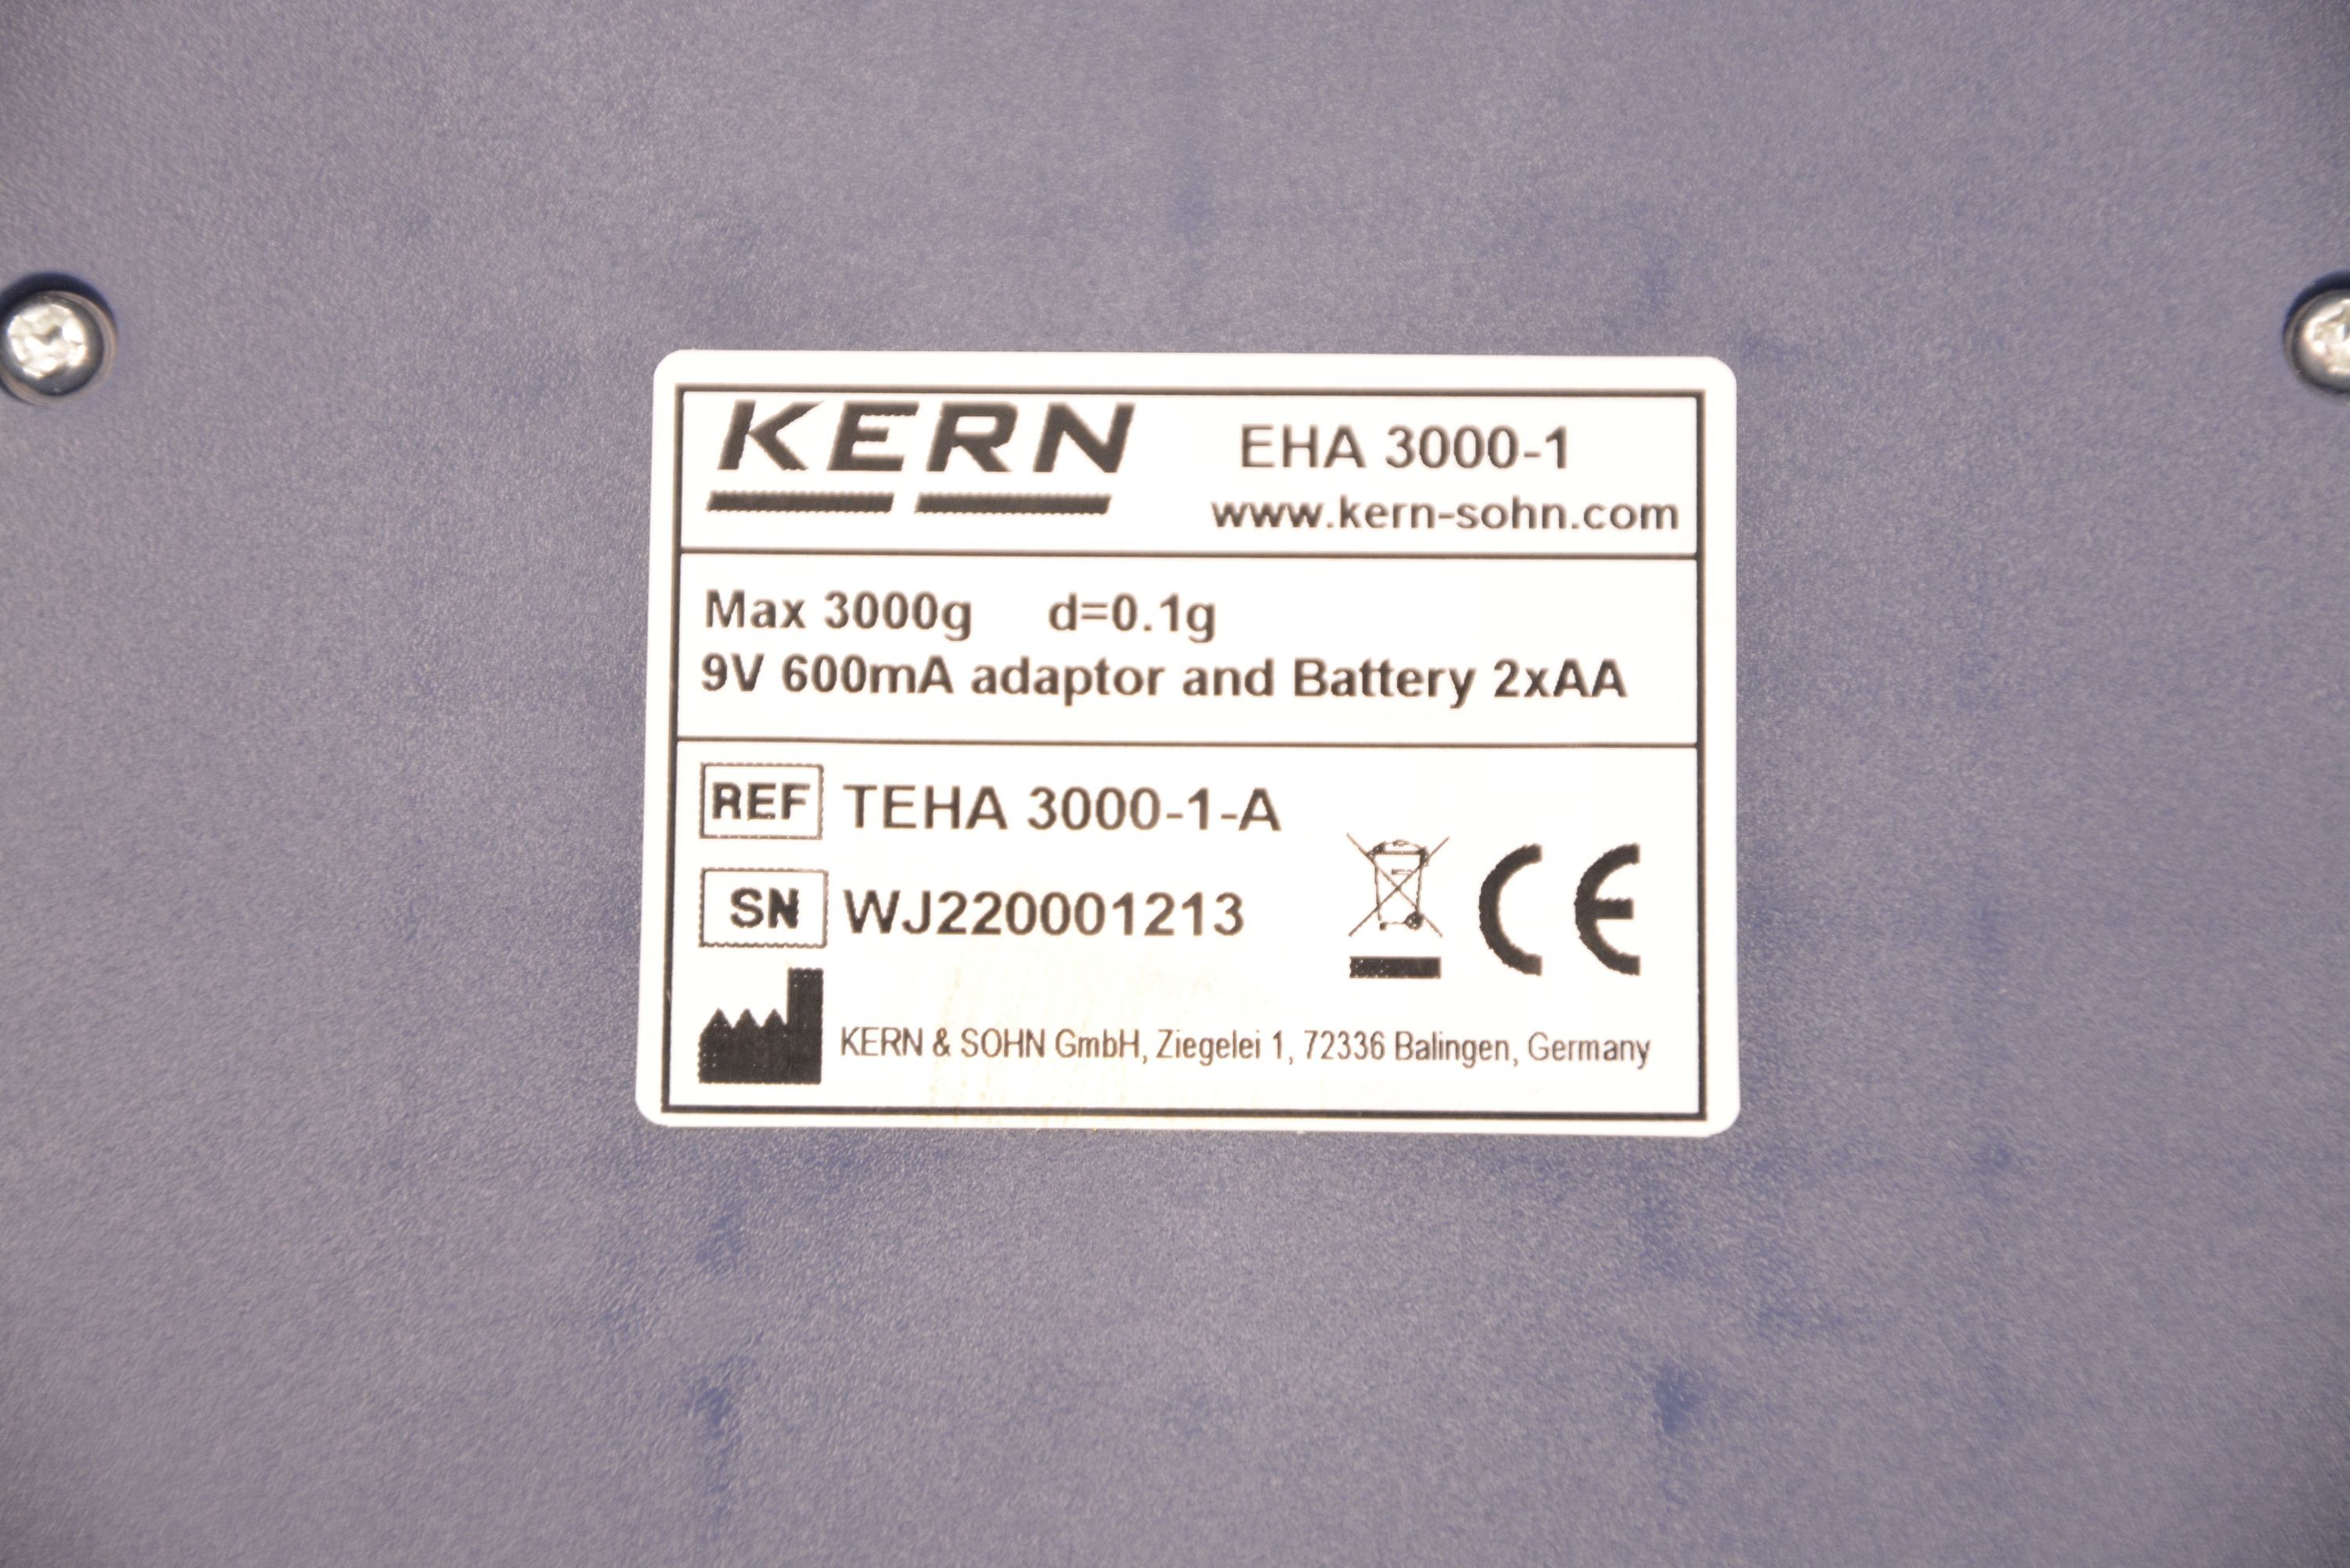 KERN EHA 3000-1
www.kern-sohn.com
Max 3000g d=0.1g
9V 600mA adaptor and Battery 2xAA
REF TEHA 3000-1-A
SN WJ220001213
CE
KERN & SOHN GmbH, Ziegelei 1, 72336 Balingen, Germany